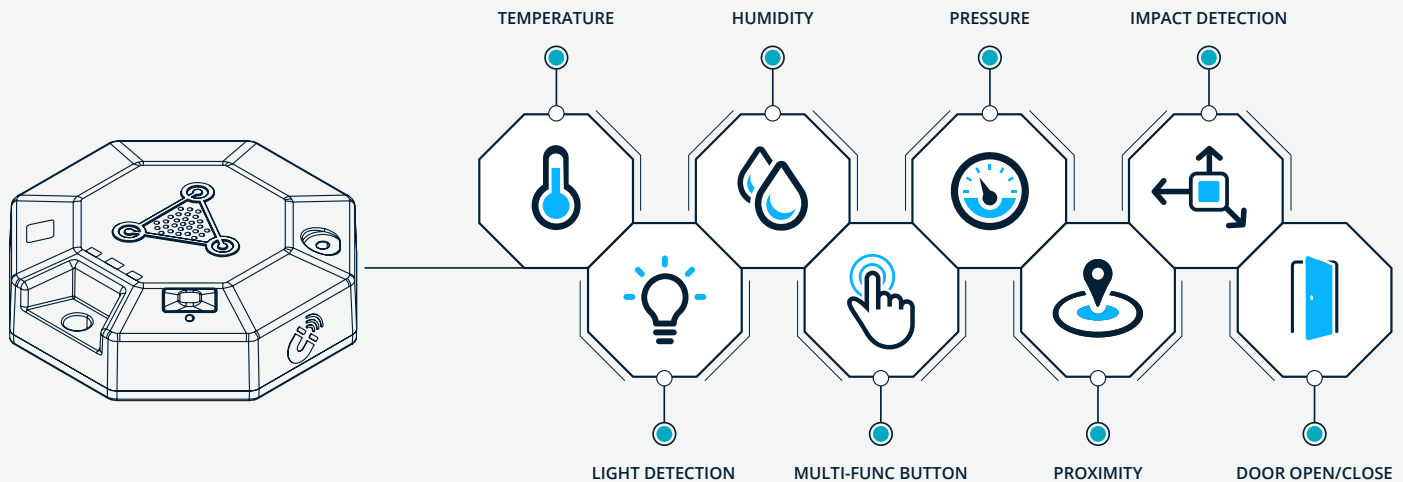 TEMPERATURE
HUMIDITY
PRESSURE
IMPACT DETECTION
LIGHT DETECTION
MULTI-FUNC BUTTON
PROXIMITY
DOOR OPEN/CLOSE